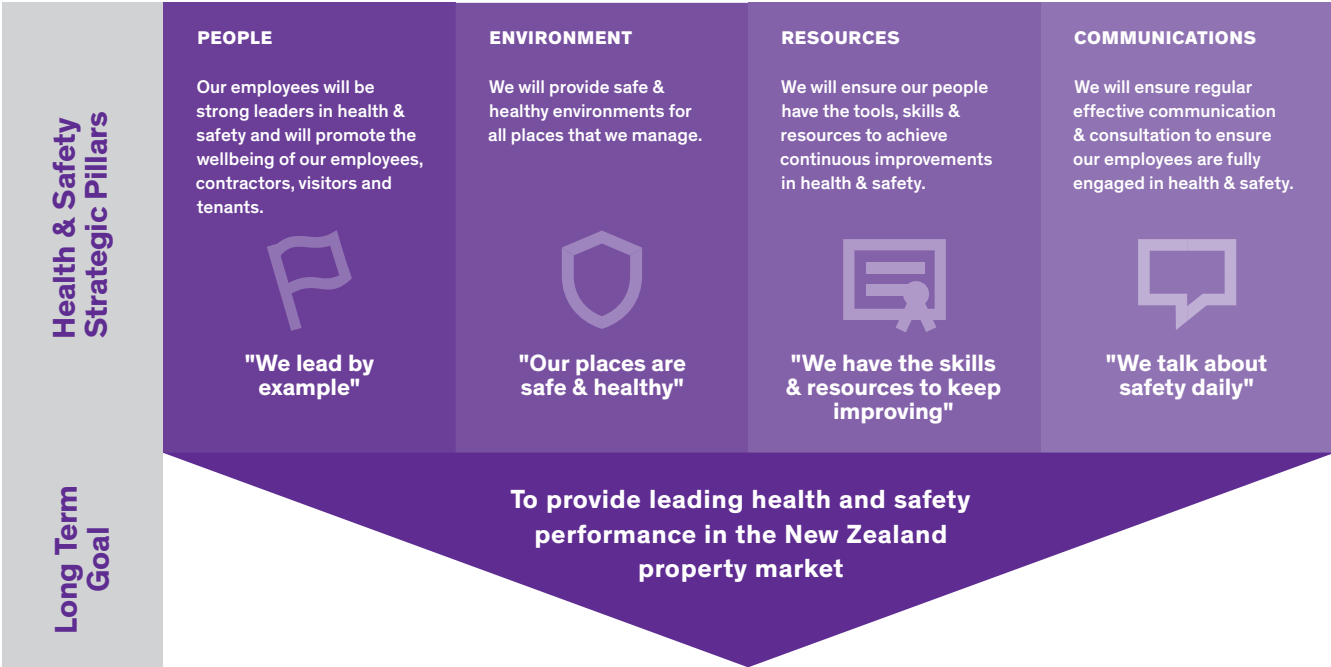 Health & Safety
Strategic Pillars
PEOPLE
Our employees will be
strong leaders in health &
safety and will promote the
wellbeing of our employees,
contractors, visitors and
tenants.
"We lead by
example"
ENVIRONMENT
We will provide safe &
healthy environments for
all places that we manage.
"Our places are
safe & healthy"
RESOURCES
We will ensure our people
have the tools, skills &
resources to achieve
continuous improvements
in health & safety.
"We have the skills
& resources to keep
improving"
COMMUNICATIONS
We will ensure regular
effective communication
& consultation to ensure
our employees are fully
engaged in health & safety.
"We talk about
safety daily"
Long Term
Goal
To provide leading health and safety
performance in the New Zealand
property market